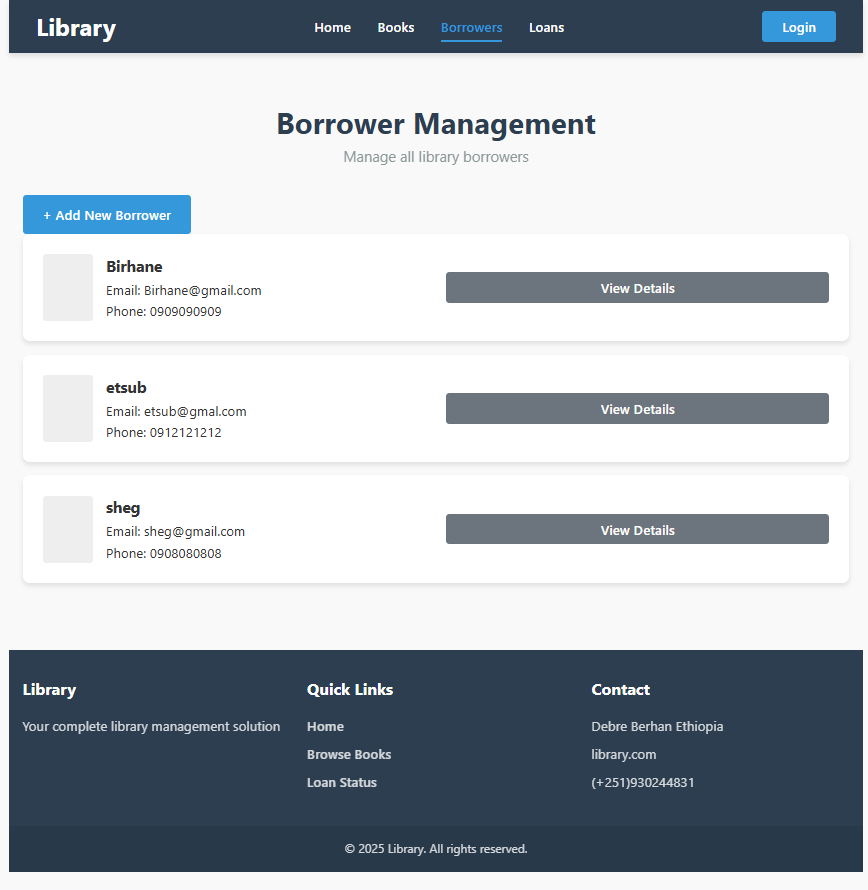 Library
Home Books Borrowers Loans
Login
Borrower Management
Manage all library borrowers
+ Add New Borrower
Birhane
Email: Birhane@gmail.com
Phone: 0909090909
View Details
etsub
Email: etsub@gmal.com
Phone: 0912121212
View Details
sheg
Email: sheg@gmail.com
Phone: 0908080808
View Details
Library
Your complete library management solution
Quick Links
Home
Browse Books
Loan Status
Contact
Debre Berhan Ethiopia
library.com
(+251)930244831
© 2025 Library. All rights reserved.